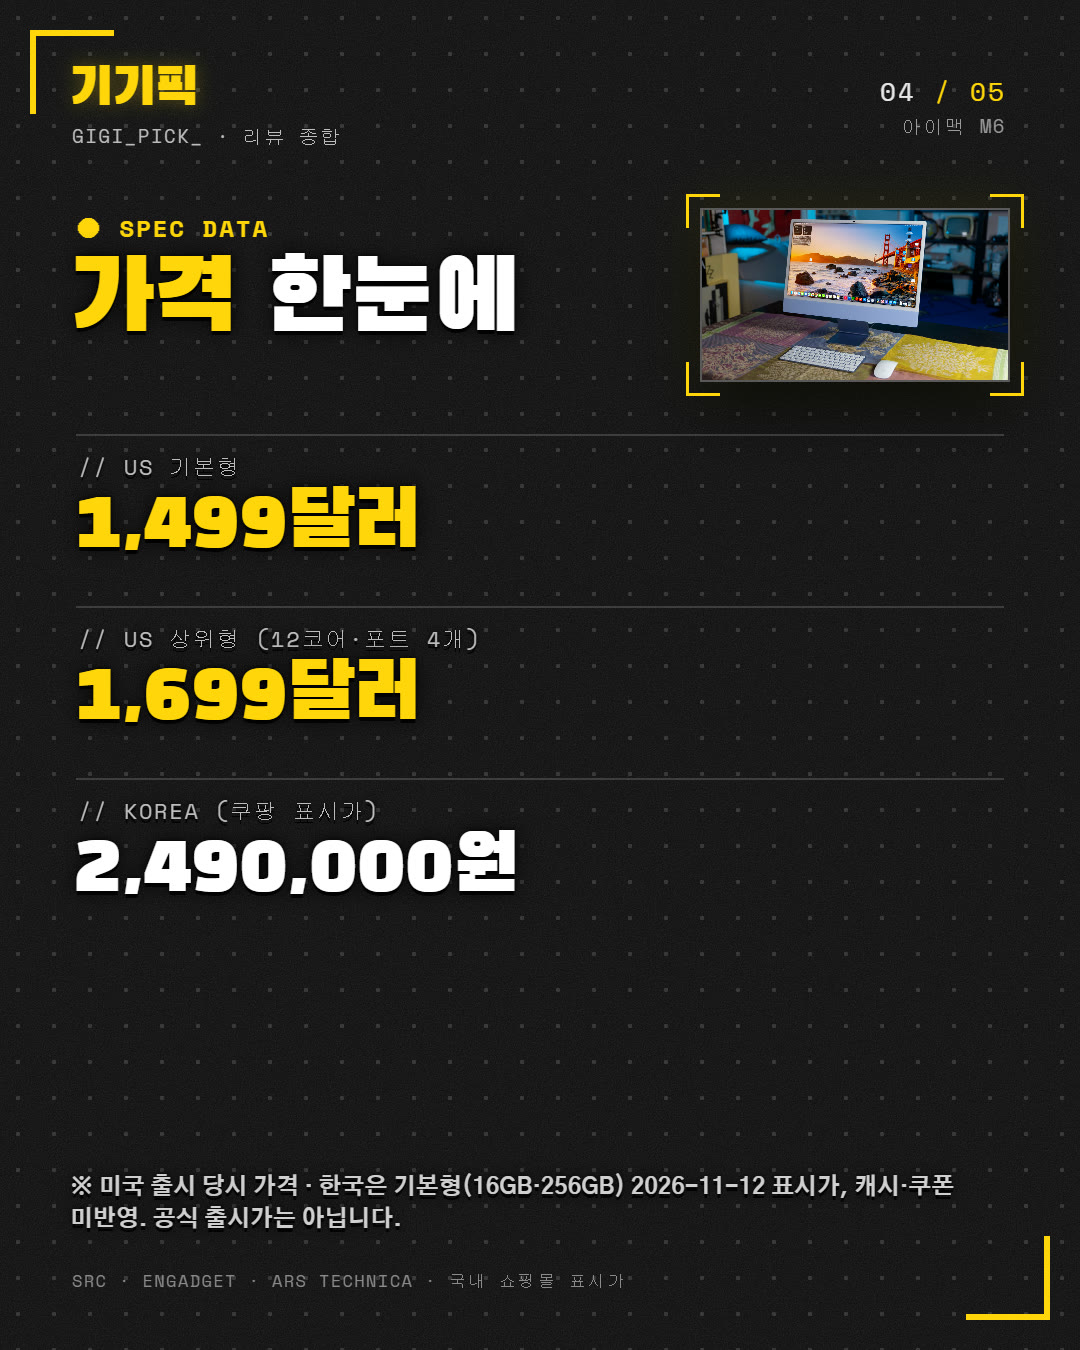 기기픽
GIGI_PICK_ · 리뷰 종합
04 / 05
아이맥 M6
SPEC DATA
가격 한눈에
// US 기본형
1,499달러
// US 상위형 (12코어·포트 4개)
1,699달러
// KOREA (쿠팡 표시가)
2,490,000원
※ 미국 출시 당시 가격 · 한국은 기본형(16GB·256GB) 2026-11-12 표시가, 캐시·쿠폰
미반영. 공식 출시가는 아닙니다.
SRC · ENGADGET · ARS TECHNICA · 국내 쇼핑몰 표시가